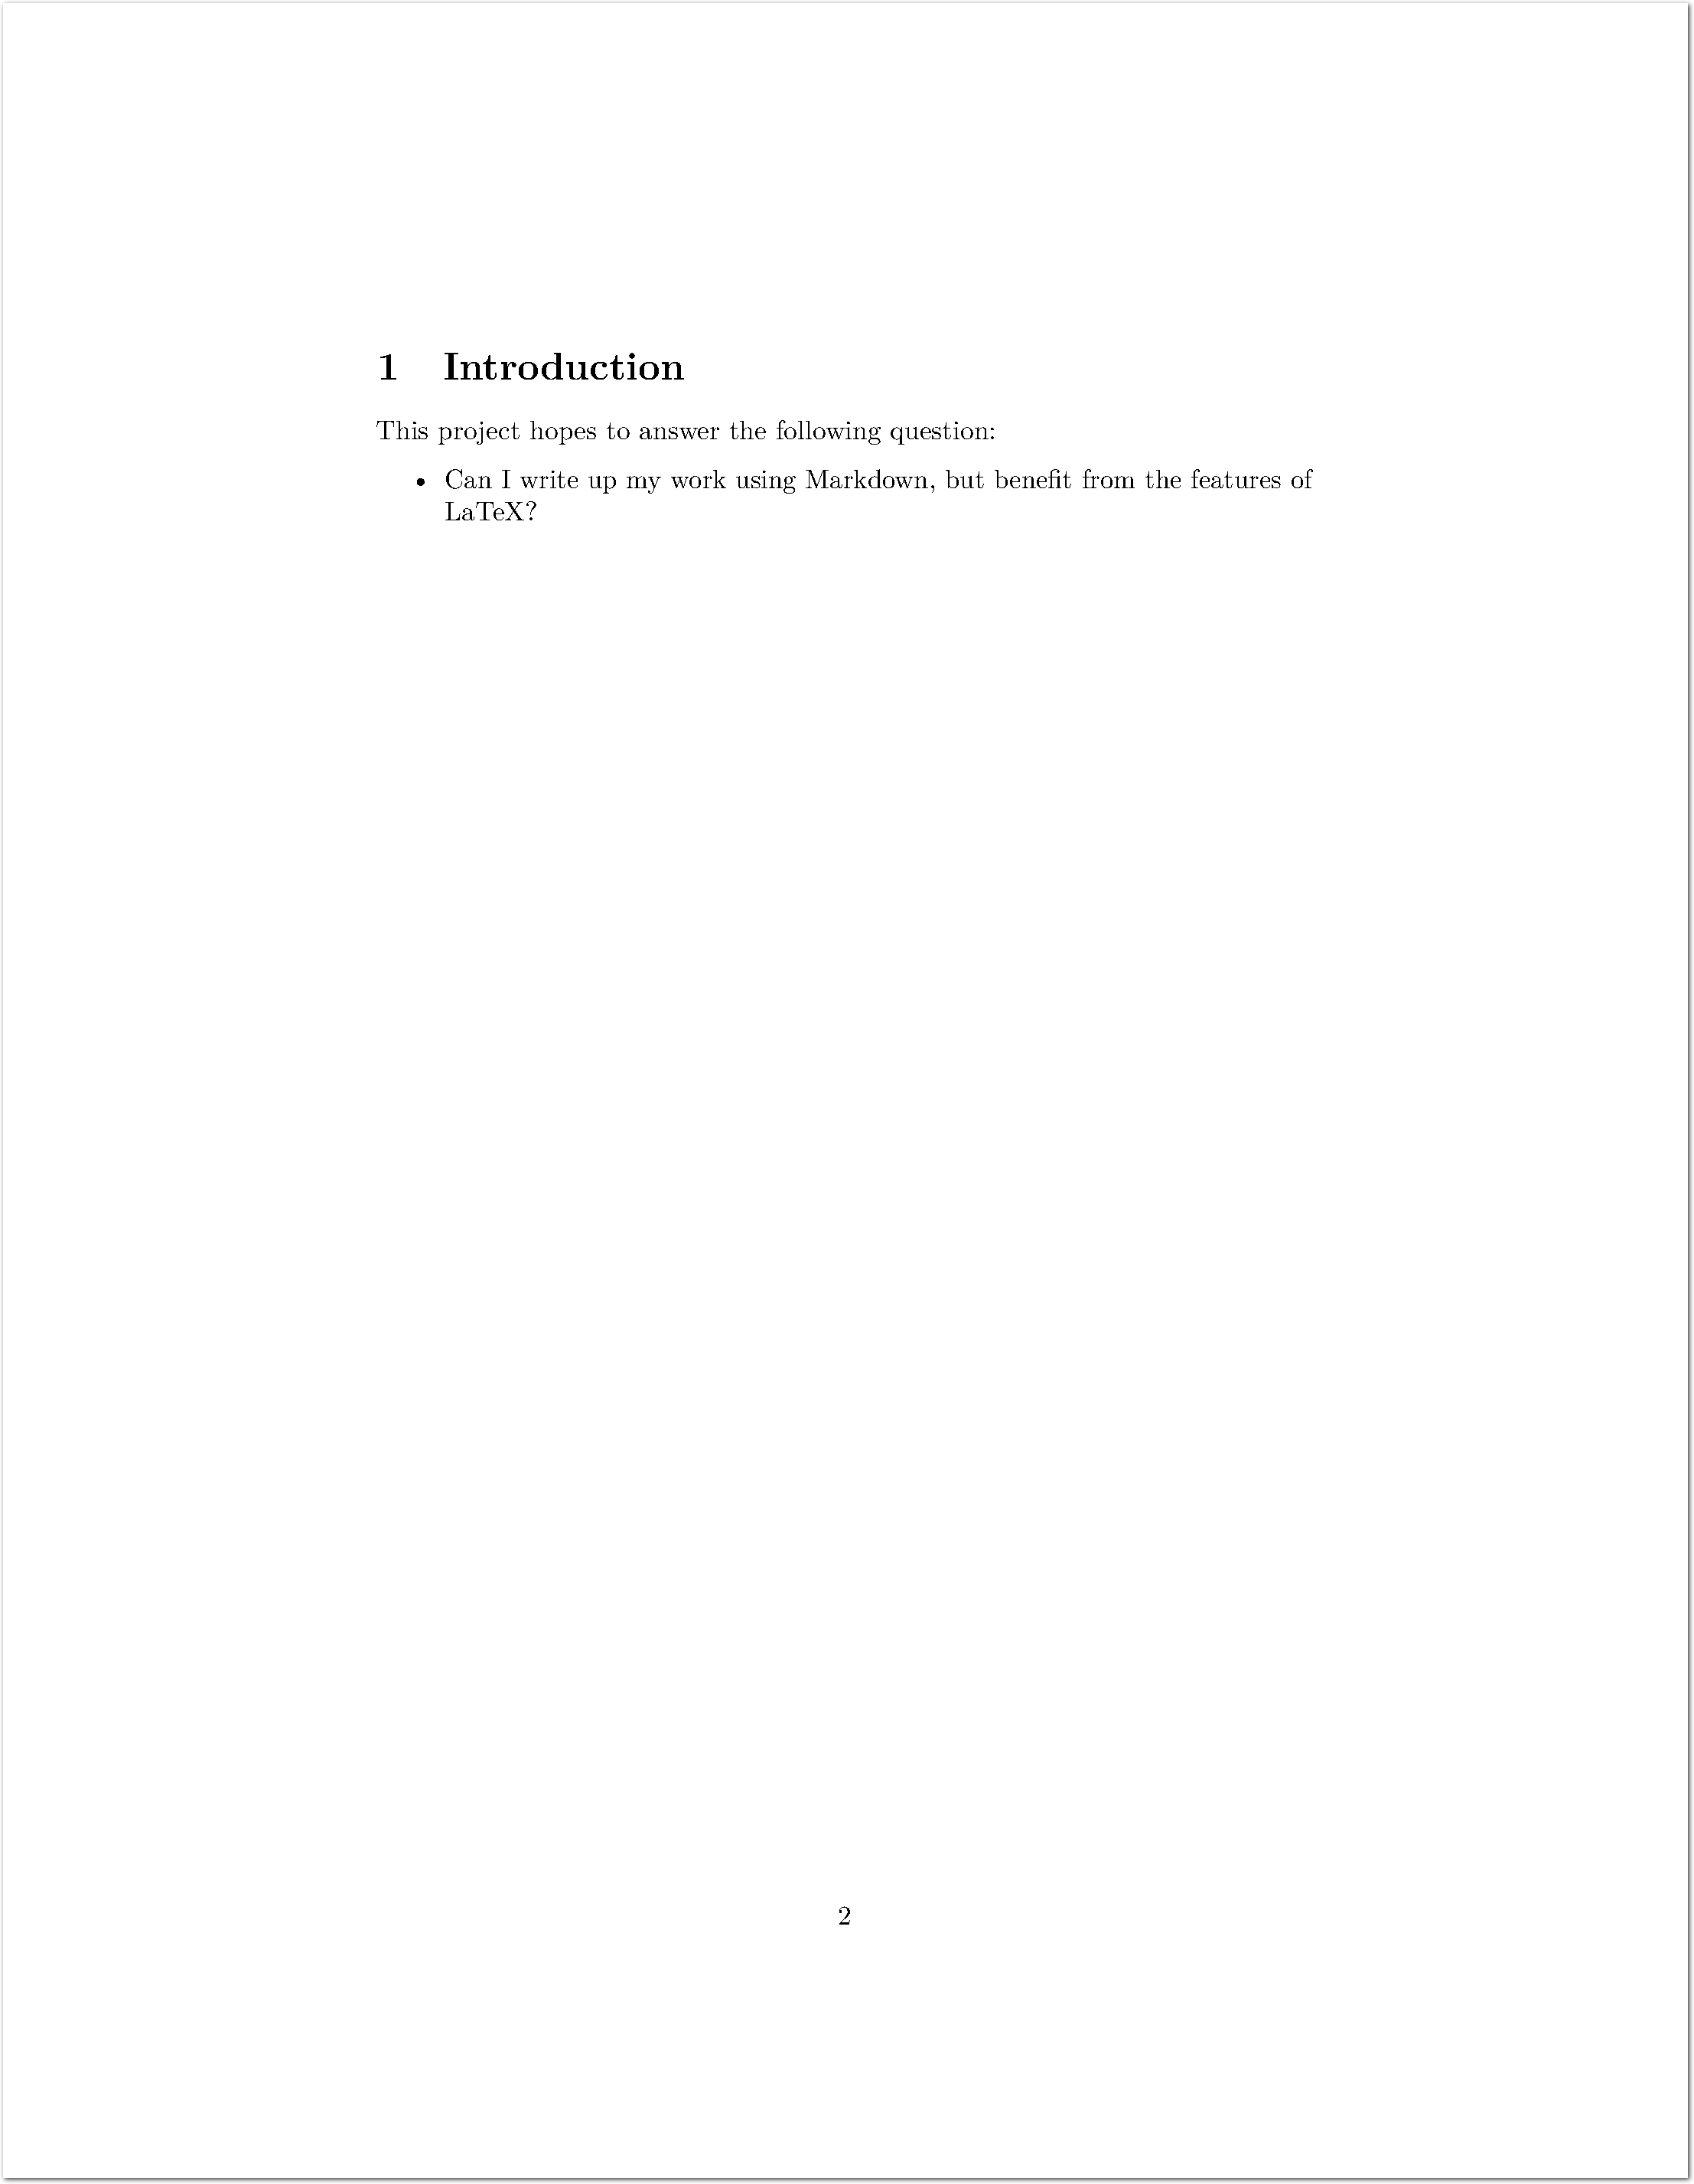 1 Introduction
This project hopes to answer the following question:
• Can I write up my work using Markdown, but benefit from the features of
LaTeX?
2